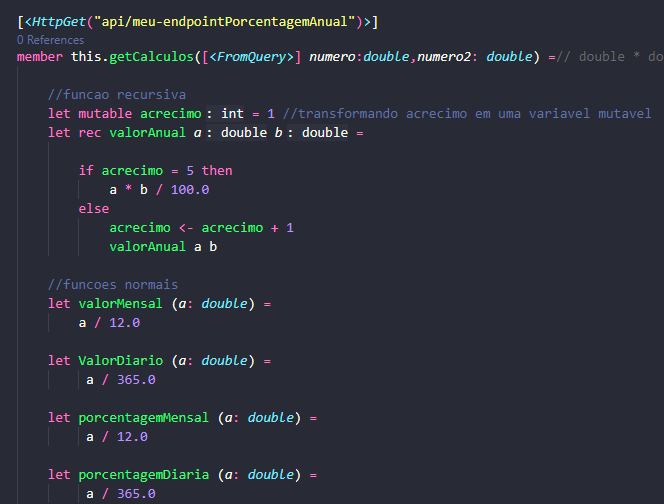 [<HttpGet("api/meu-endpointPorcentagemAnual")>]
0 References
member this.getCalculos([<FromQuery>] numero:double,numero2: double) =// double * do
//funcao recursiva
let mutable acrecimo: int = 1 //transformando acrecimo em uma variavel mutavel
let rec valorAnual a: double b: double =
if acrecimo = 5 then
a * b / 100.0
else
acrecimo <- acrecimo + 1
valorAnual a b
//funcoes normais
let valorMensal (a: double) =
a / 12.0
let ValorDiario (a: double) =
a / 365.0
let porcentagemMensal (a: double) =
a / 12.0
let porcentagemDiaria (a: double) =
a / 365.0